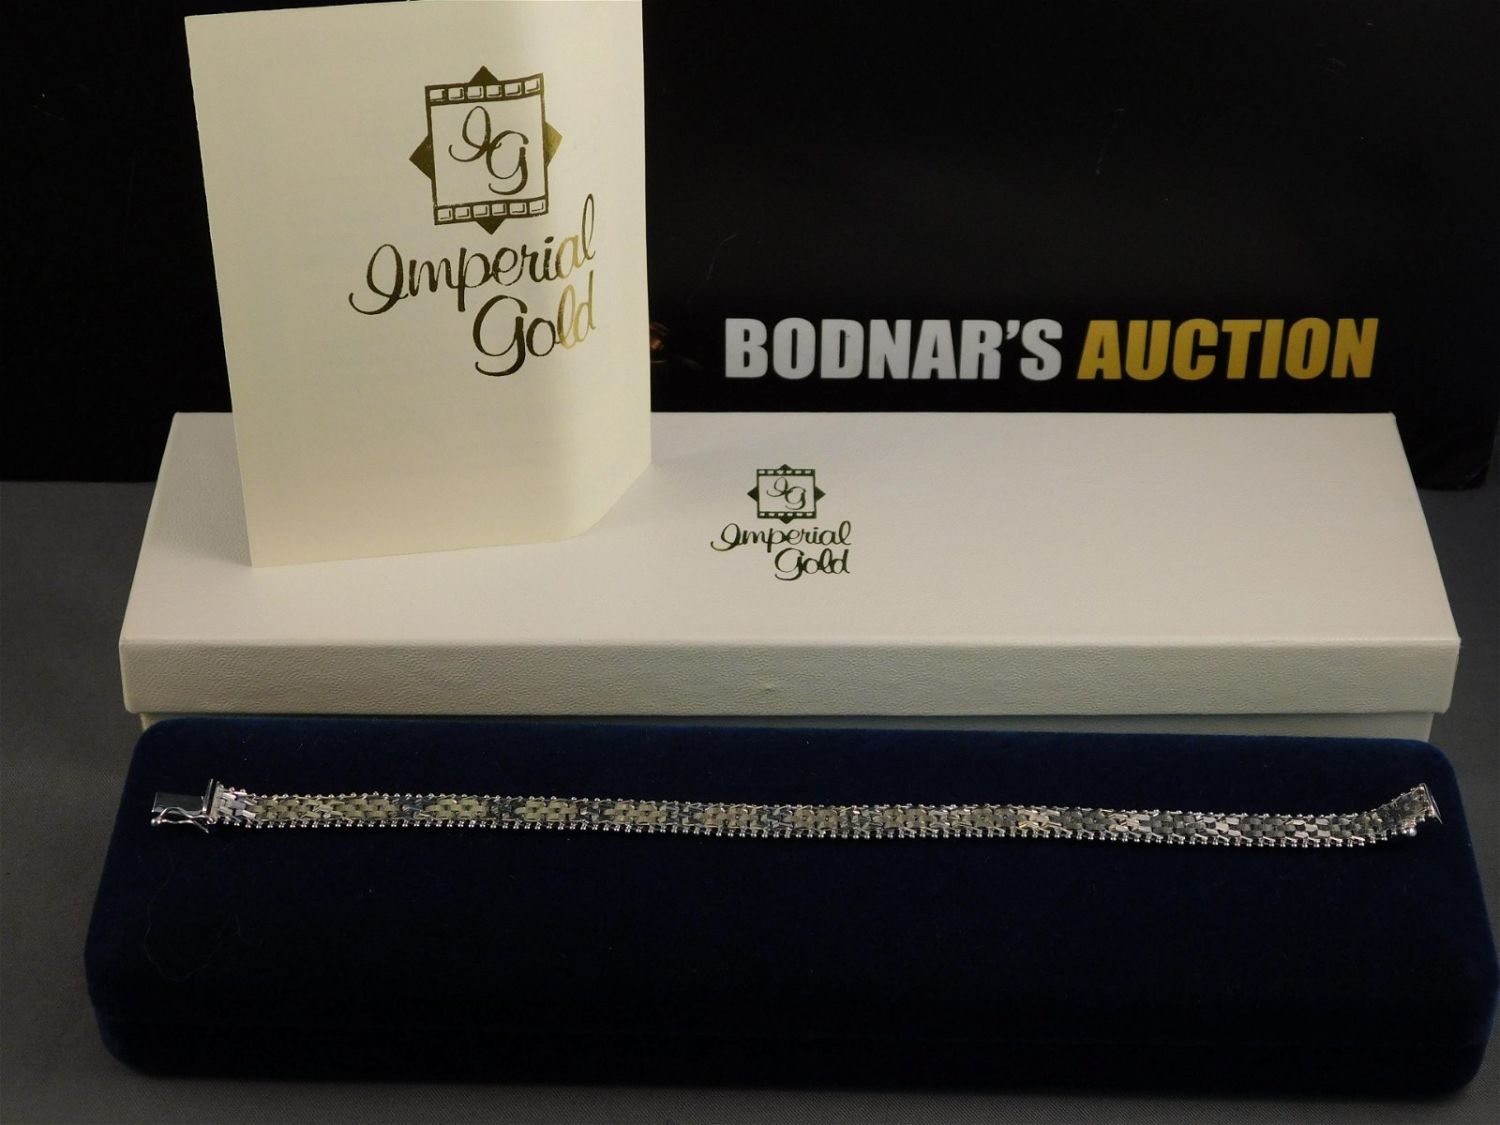 IG
Imperial
Gold
BODNAR'S AUCTION
IG
Imperial
Gold